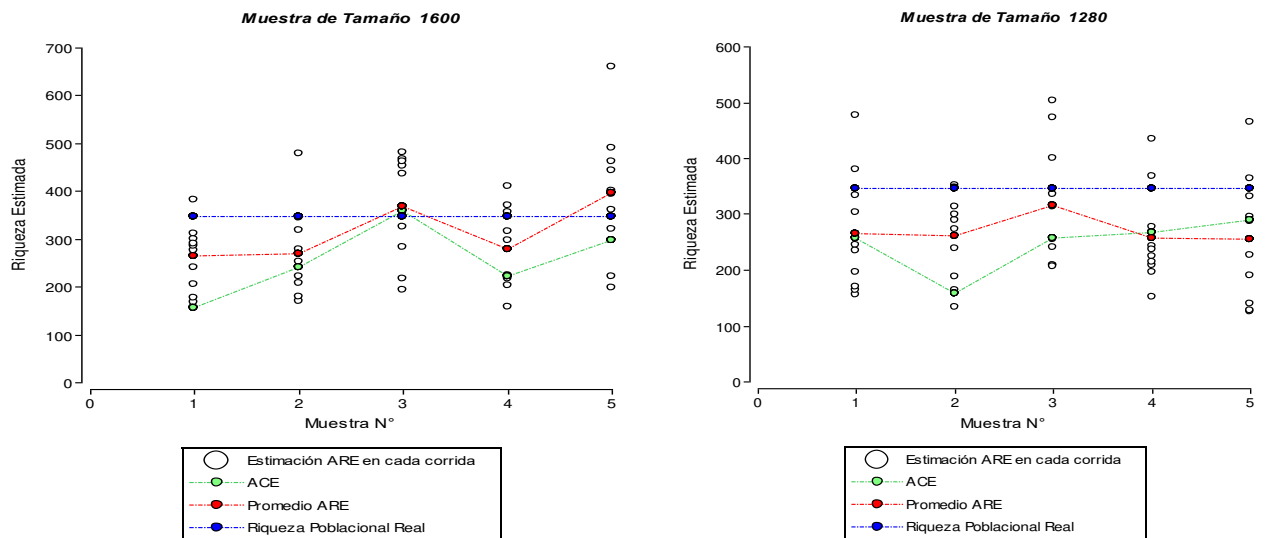 Muestra de Tamaño 1600
700
600
500
400
300
200
100
0
Riqueza Estimada
0 1 2 3 4 5
Muestra N°
Estimación ARE en cada corrida
ACE
Promedio ARE
Riqueza Poblacional Real
Muestra de Tamaño 1280
600
500
400
300
200
100
0
Riqueza Estimada
0 1 2 3 4 5
Muestra N°
Estimación ARE en cada corrida
ACE
Promedio ARE
Riqueza Poblacional Real